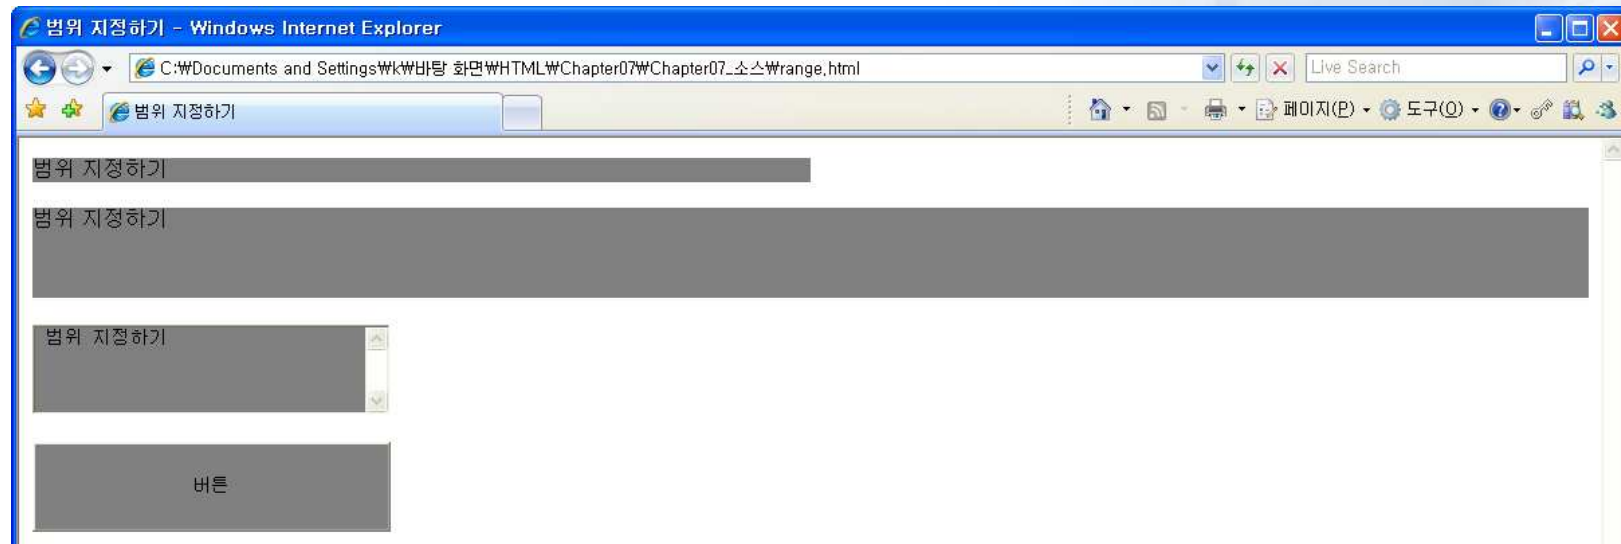 범위 지정하기 - Windows Internet Explorer
C:₩Documents and Settings₩k₩바탕 화면₩HTML₩Chapter07₩Chapter07_소스₩range.html
Live Search
범위 지정하기
페이지(P)
도구(O)
범위 지정하기
범위 지정하기
범위 지정하기
버튼